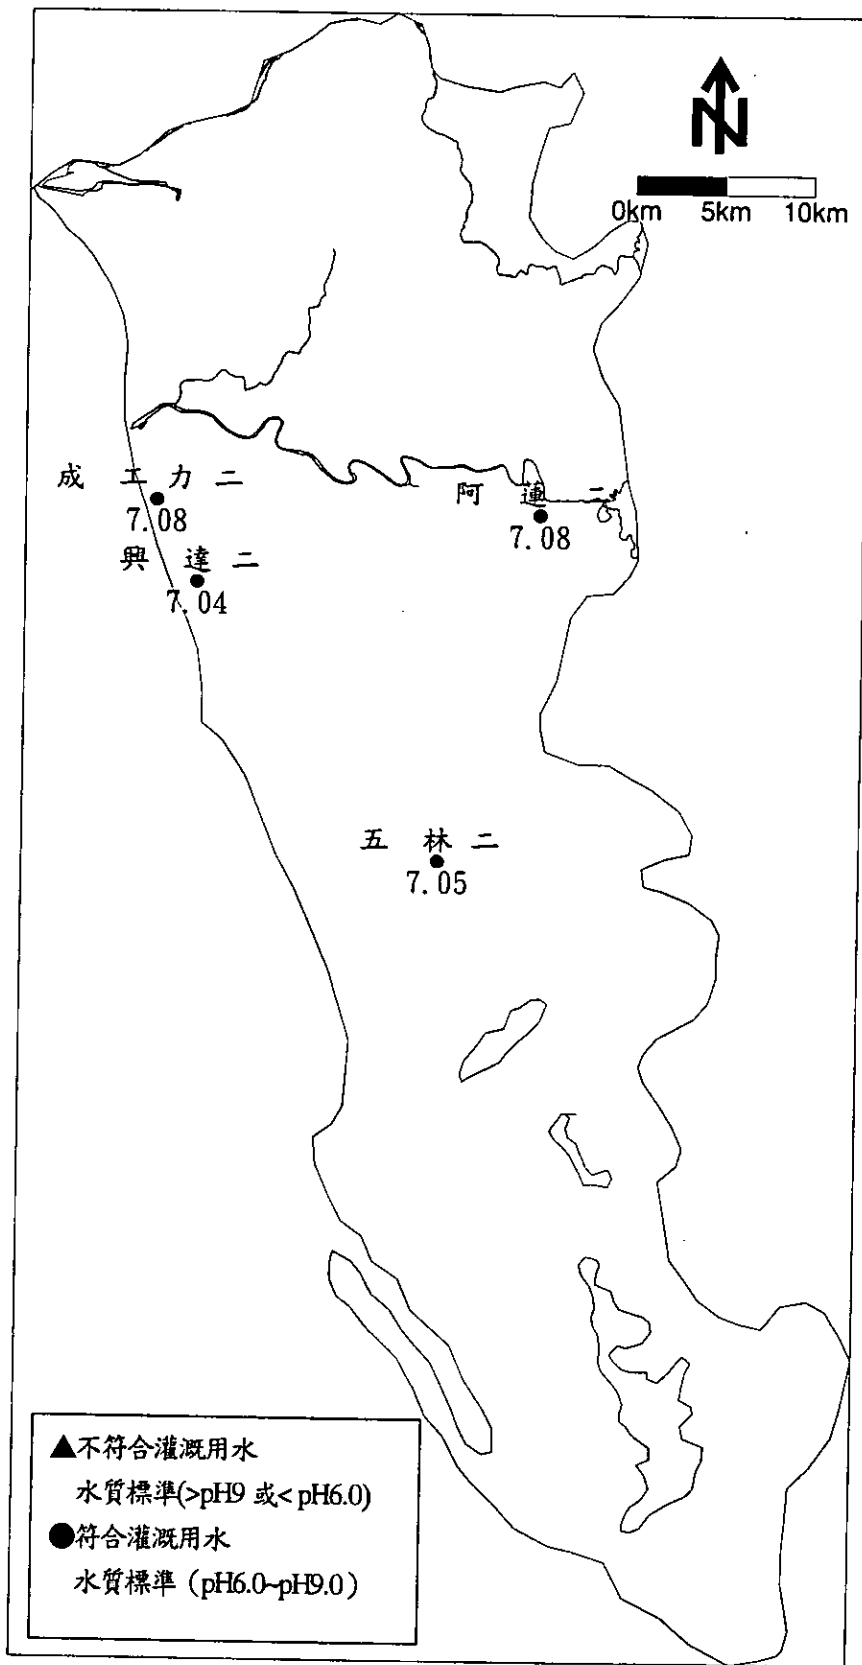 N
0km 5km 10km
成 工 力 二
7.08
阿 蓮 二
7.08
興 達 二
7.04
五 林 二
7.05
▲不符合灌溉用水
水質標準(>pH9 或< pH6.0)
●符合灌溉用水
水質標準 (pH6.0~pH9.0)